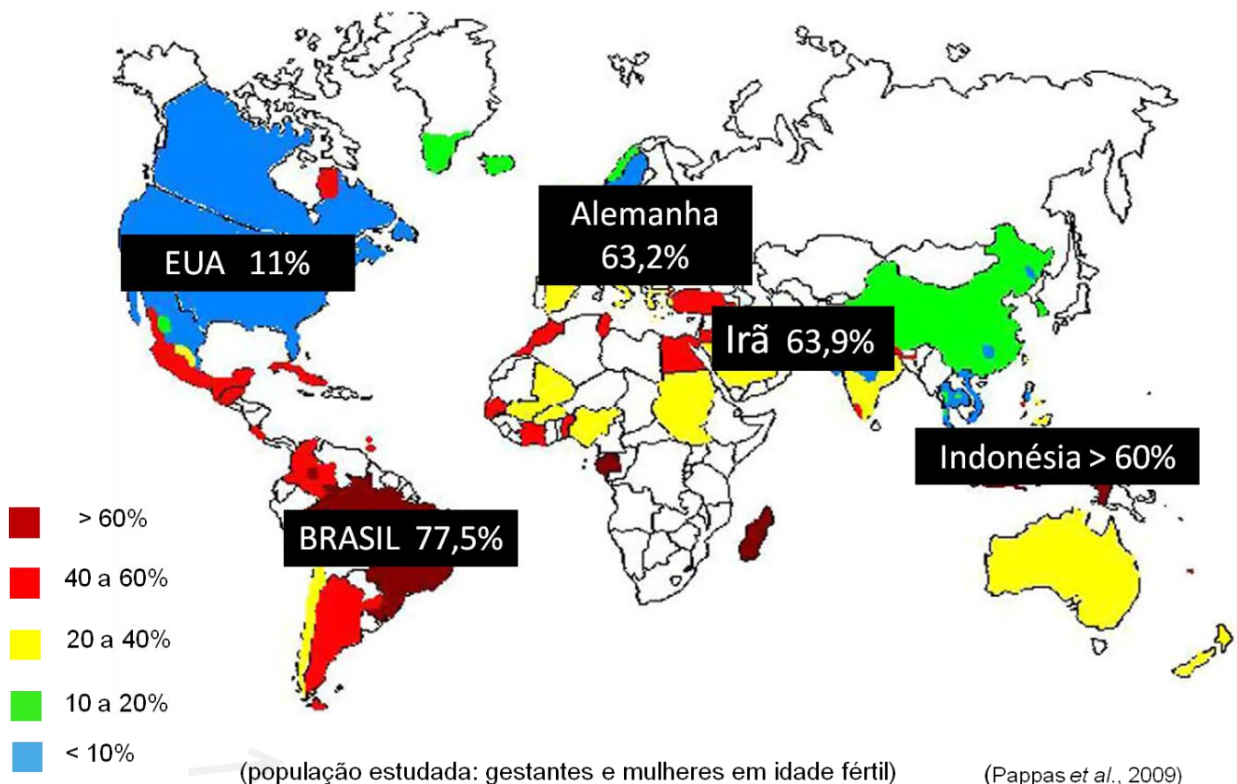 Alemanha
63,2%
EUA 11%
Irã 63,9%
Indonésia > 60%
BRASIL 77,5%
> 60%
40 a 60%
20 a 40%
10 a 20%
< 10%
(população estudada: gestantes e mulheres em idade fértil) (Pappas et al., 2009)